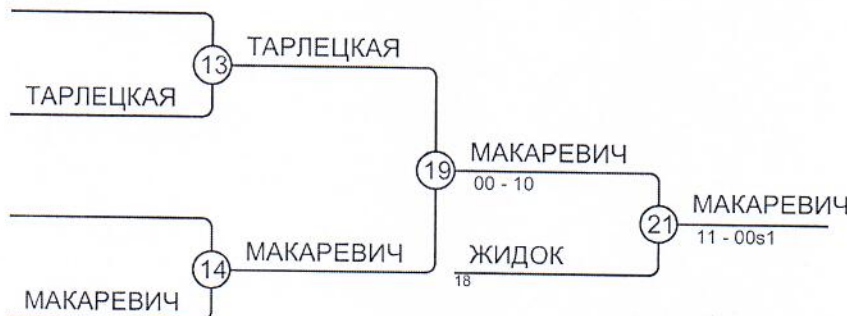 ТАРЛЕЦКАЯ
13
ТАРЛЕЦКАЯ
МАКАРЕВИЧ
19
00 - 10
МАКАРЕВИЧ
21
11 - 00s1
МАКАРЕВИЧ
14
ЖИДОК
18
МАКАРЕВИЧ